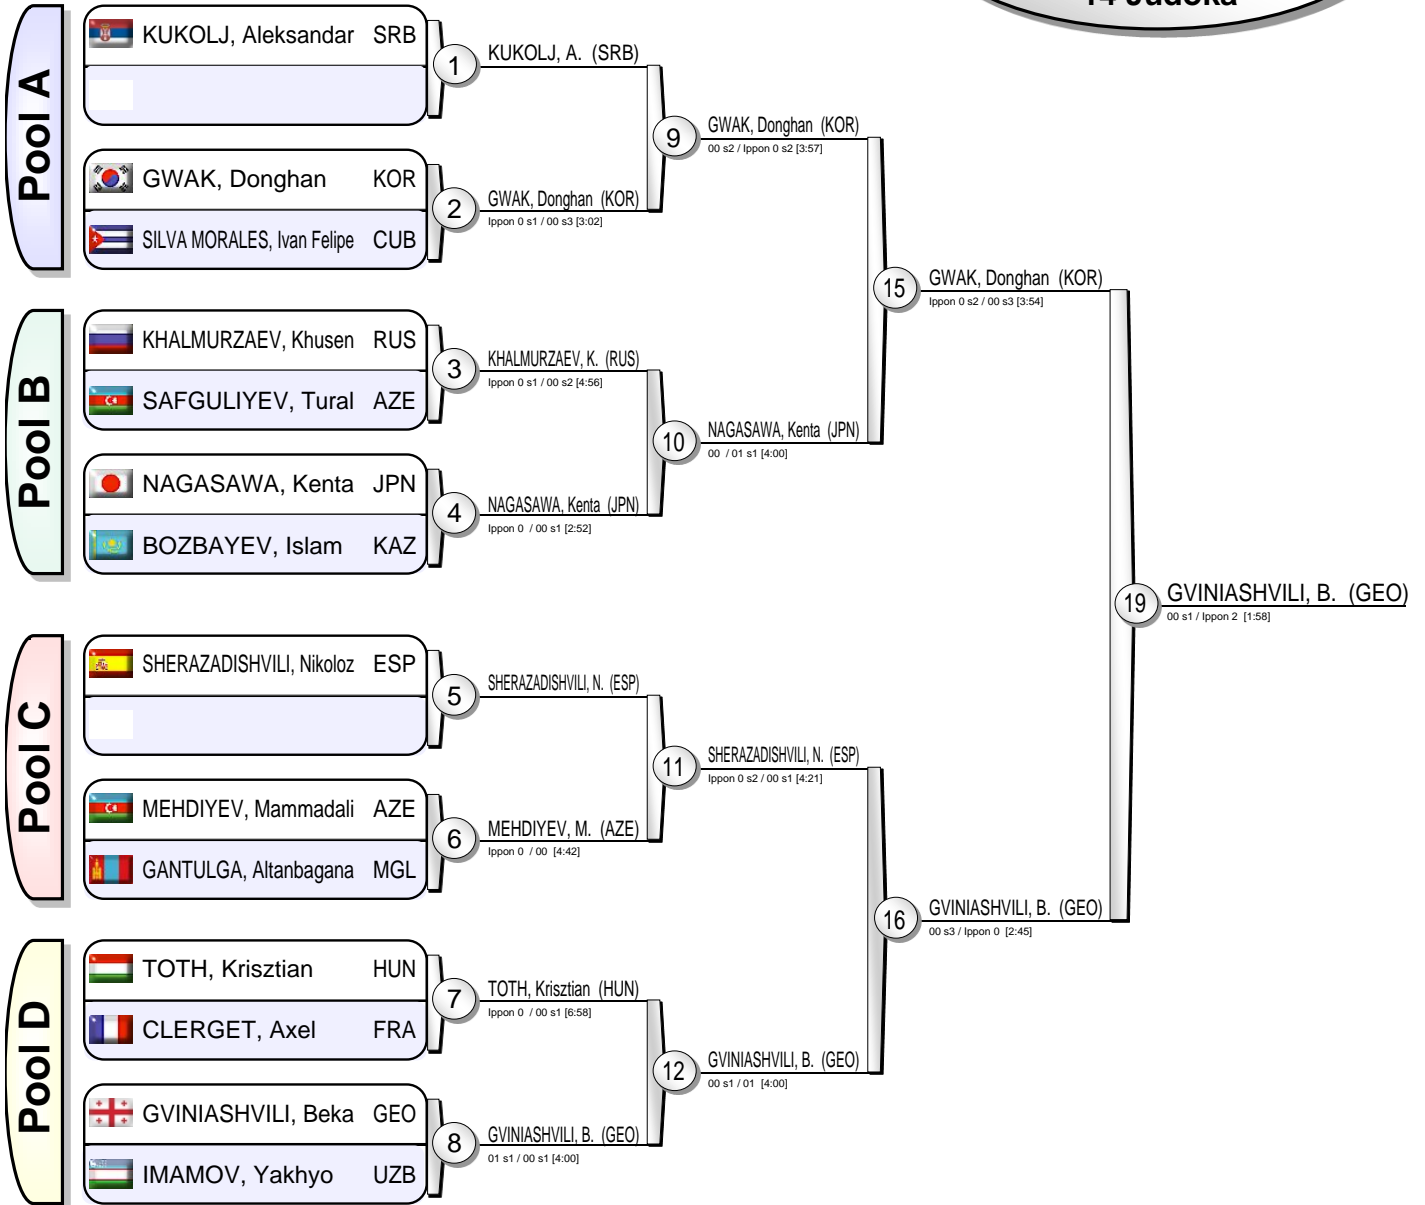 14 Judoka
Pool A
KUKOLJ, Aleksandar SRB
GWAK, Donghan KOR
SILVA MORALES, Ivan Felipe CUB
Pool B
KHALMURZAEV, Khusen RUS
SAFGULIYEV, Tural AZE
NAGASAWA, Kenta JPN
BOZBAYEV, Islam KAZ
Pool C
SHERAZADISHVILI, Nikoloz ESP
MEHDIYEV, Mammadali AZE
GANTULGA, Altanbagana MGL
Pool D
TOTH, Krisztian HUN
CLERGET, Axel FRA
GVINIASHVILI, Beka GEO
IMAMOV, Yakhyo UZB
1 KUKOLJ, A. (SRB)
2 GWAK, Donghan (KOR)
Ippon 0 s1 / 00 s3 [3:02]
3 KHALMURZAEV, K. (RUS)
Ippon 0 s1 / 00 s2 [4:56]
4 NAGASAWA, Kenta (JPN)
Ippon 0 / 00 s1 [2:52]
5 SHERAZADISHVILI, N. (ESP)
6 MEHDIYEV, M. (AZE)
Ippon 0 / 00 [4:42]
7 TOTH, Krisztian (HUN)
Ippon 0 / 00 s1 [6:58]
8 GVINIASHVILI, B. (GEO)
01 s1 / 00 s1 [4:00]
9 GWAK, Donghan (KOR)
00 s2 / Ippon 0 s2 [3:57]
10 NAGASAWA, Kenta (JPN)
00 / 01 s1 [4:00]
11 SHERAZADISHVILI, N. (ESP)
Ippon 0 s2 / 00 s1 [4:21]
12 GVINIASHVILI, B. (GEO)
00 s1 / 01 [4:00]
15 GWAK, Donghan (KOR)
Ippon 0 s2 / 00 s3 [3:54]
16 GVINIASHVILI, B. (GEO)
00 s3 / Ippon 0 [2:45]
19 GVINIASHVILI, B. (GEO)
00 s1 / Ippon 2 [1:58]